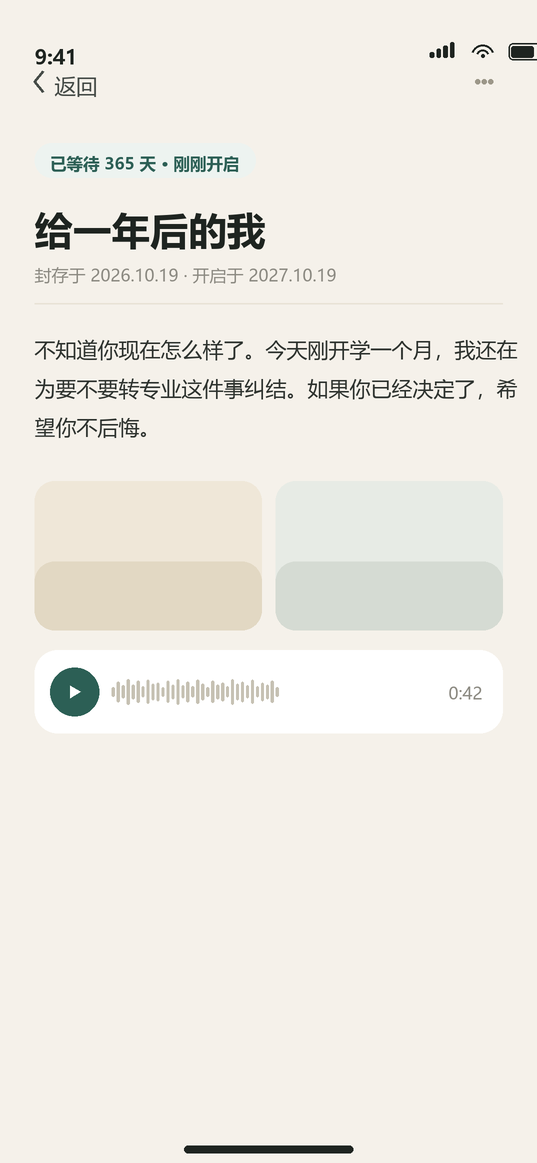 9:41
返回
已等待 365 天 • 刚刚开启
给一年后的我
封存于 2026.10.19 · 开启于 2027.10.19
不知道你现在怎么样了。今天刚开学一个月，我还在
为要不要转专业这件事纠结。如果你已经决定了，希
望你不后悔。
0:42